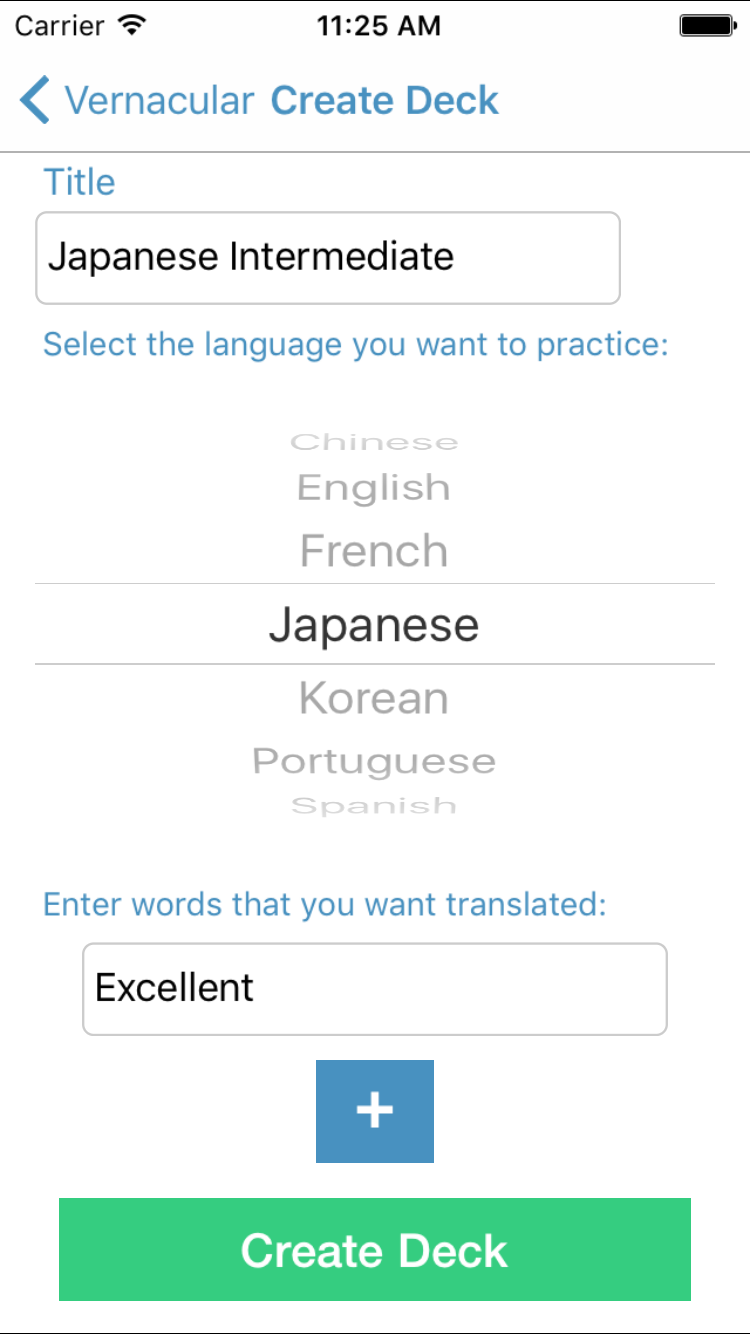 Carrier 11:25 AM
Vernacular Create Deck
Title
Japanese Intermediate
Select the language you want to practice:
Chinese
English
French
Japanese
Korean
Portuguese
Spanish
Enter words that you want translated:
Excellent
+
Create Deck